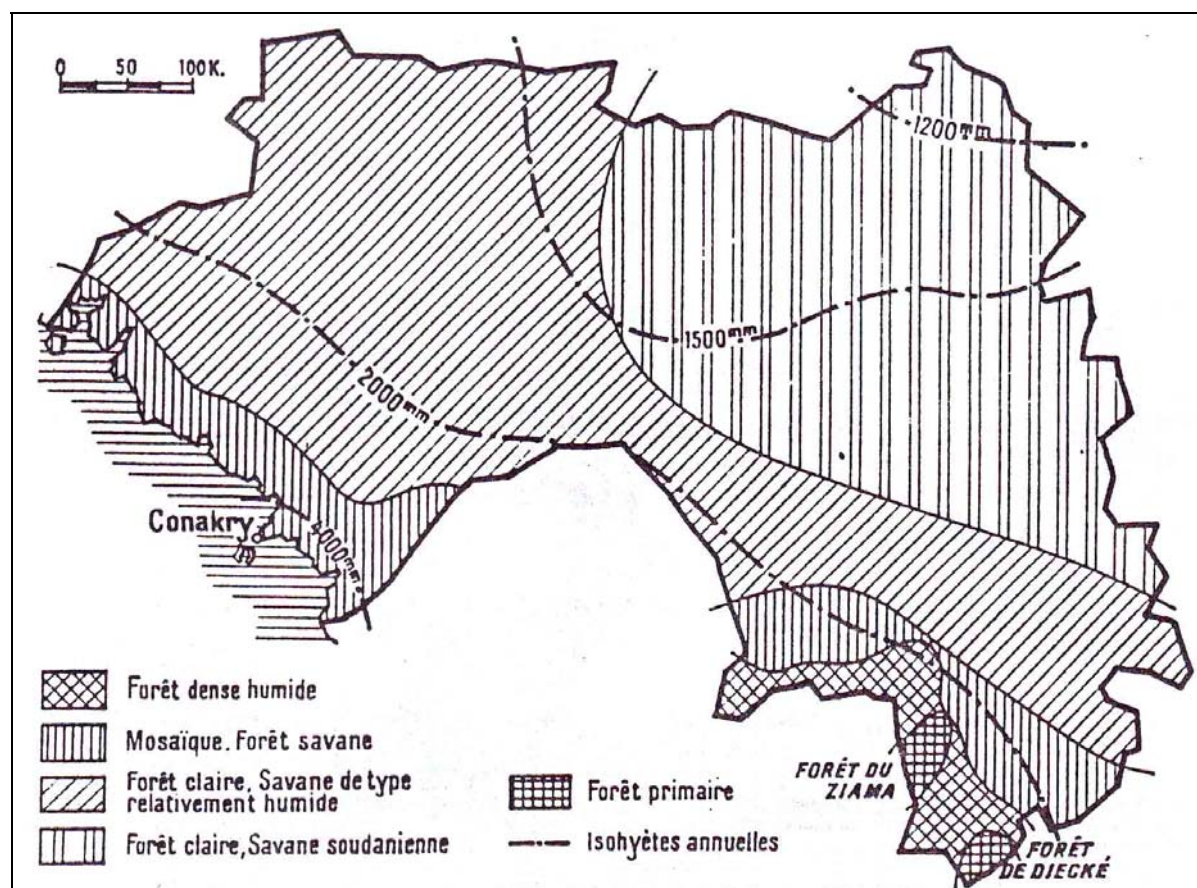 0 50 100K.
1200mm
1500mm
2000mm
Conakry
4000mm
Forêt dense humide
Mosaïque. Forêt savane
Forêt claire, Savane de type
relativement humide
Forêt claire, Savane soudanienne
Forêt primaire
Isohyètes annuelles
FORÊT DU
ZIAMA
FORÊT
DE DIECKÉ